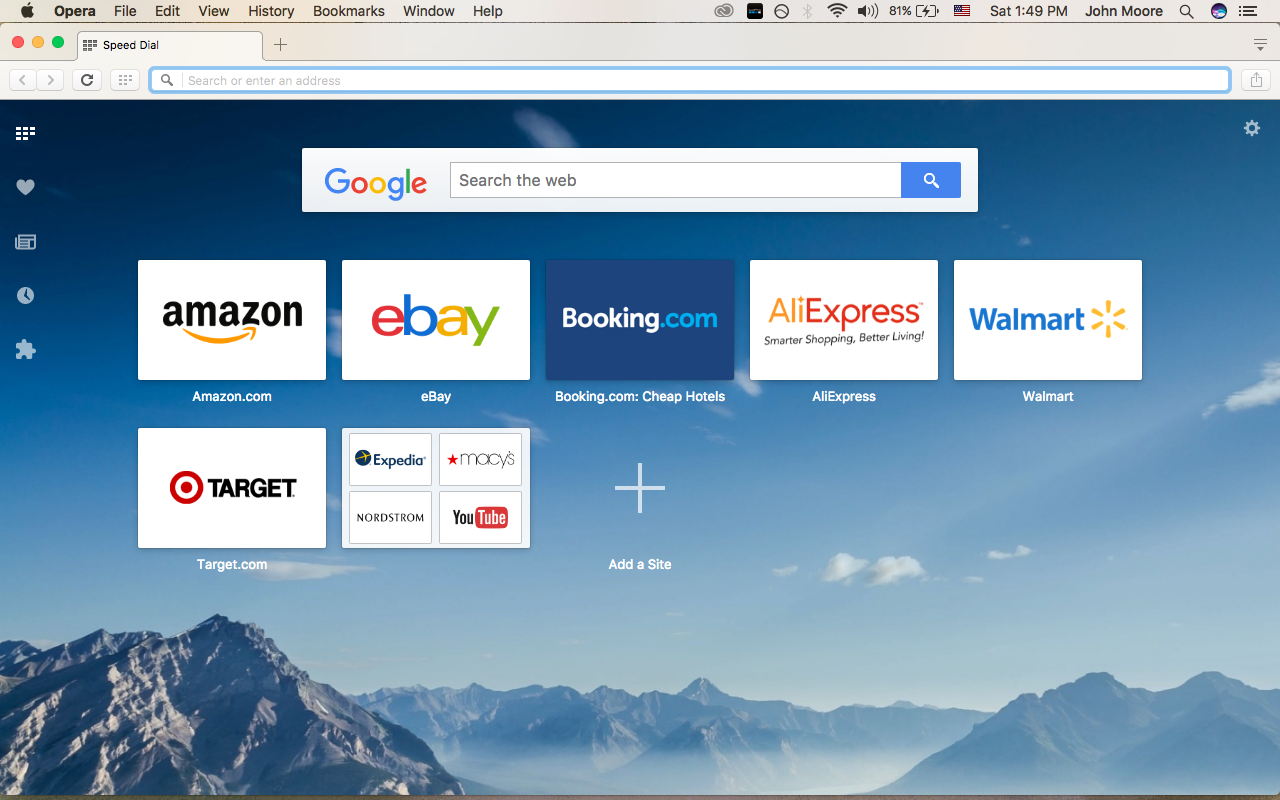 Opera File Edit View History Bookmarks Window Help 81% Sat 1:49 PM John Moore
Speed Dial
Search or enter an address
Google Search the web
amazon
ebay
Booking.com
AliExpress™
Smarter Shopping, Better Living!
Walmart
Amazon.com
eBay
Booking.com: Cheap Hotels
AliExpress
Walmart
TARGET
Expedia
macy's
NORDSTROM
YouTube
Target.com
Add a Site